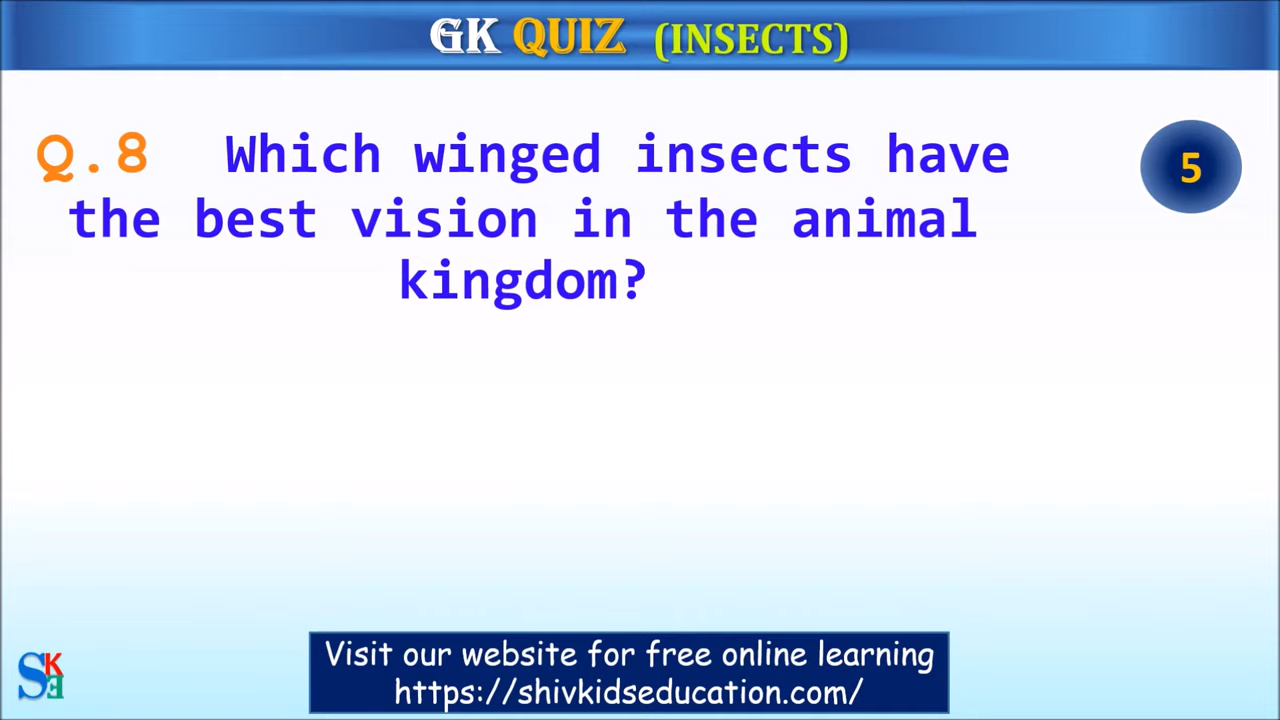 GK QUIZ (INSECTS)
Q.8 Which winged insects have
the best vision in the animal
kingdom?
5
Visit our website for free online learning
https://shivkidseducation.com/
SKE